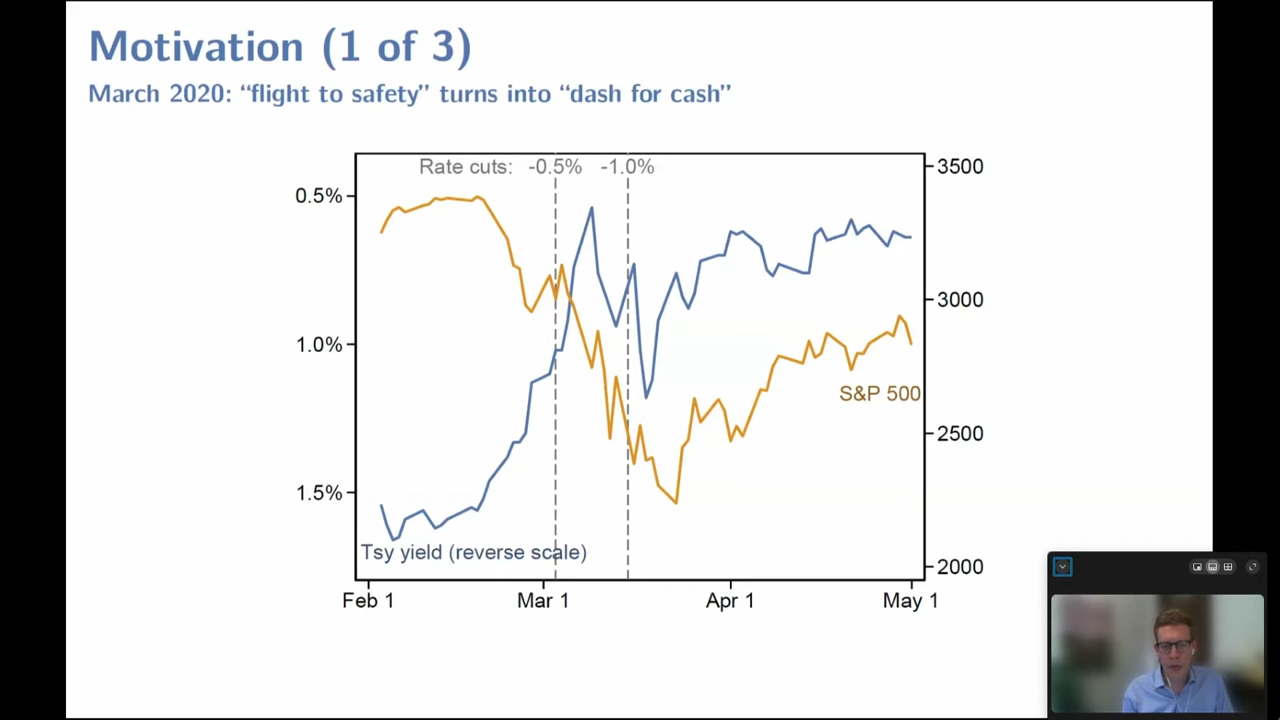 Motivation (1 of 3)
March 2020: “flight to safety” turns into “dash for cash”
Rate cuts: -0.5% -1.0%
3500
0.5%
3000
1.0%
S&P 500
2500
1.5%
Tsy yield (reverse scale)
2000
Feb 1 Mar 1 Apr 1 May 1